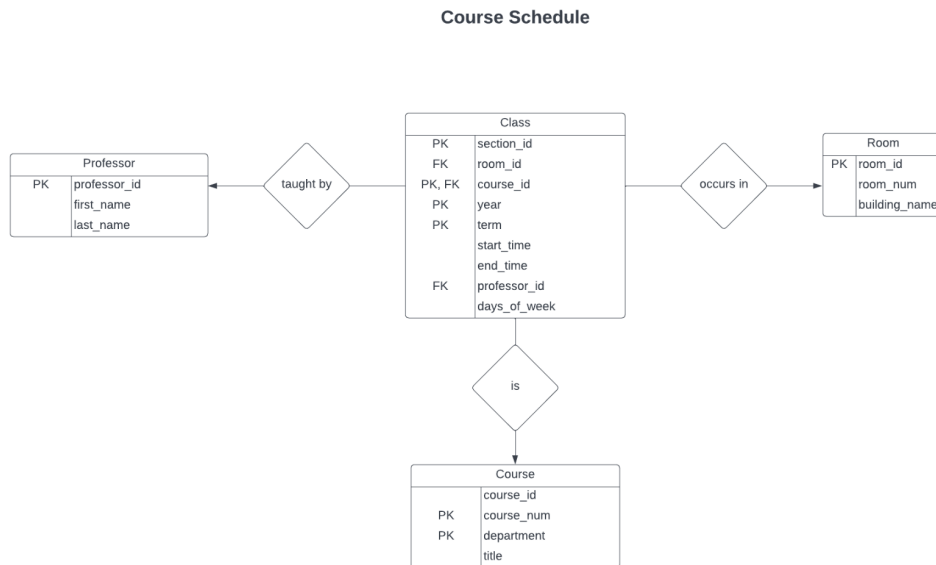 Course Schedule
Professor
PK professor_id
first_name
last_name
taught by
Class
PK section_id
FK room_id
PK, FK course_id
PK year
PK term
start_time
end_time
FK professor_id
days_of_week
occurs in
Room
PK room_id
room_num
building_name
is
Course
course_id
PK course_num
PK department
title